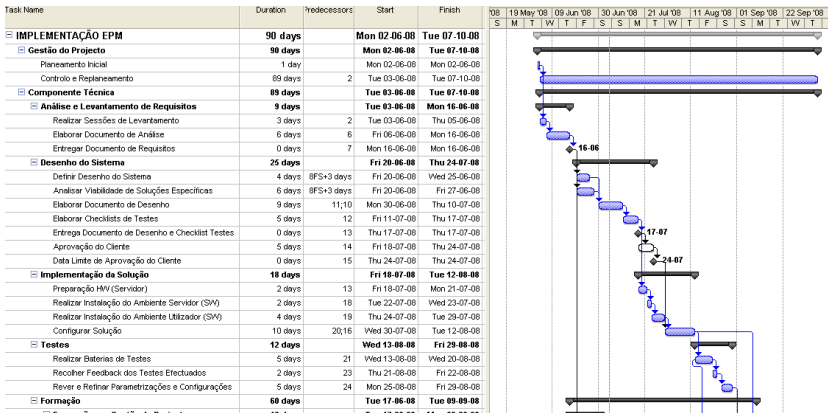 Task Name Duration Predecessors Start Finish '08 19 May '08 09 Jun '08 30 Jun '08 21 Jul '08 11 Aug '08 01 Sep '08 22 Sep '08
S M T W T F S S M T W T F S S M T
IMPLEMENTAÇÃO EPM 90 days Mon 02-06-08 Tue 07-10-08
Gestão do Projecto 90 days Mon 02-06-08 Tue 07-10-08
Planeamento Inicial 1 day Mon 02-06-08 Mon 02-06-08
Controlo e Replaneamento 89 days 2 Tue 03-06-08 Tue 07-10-08
Componente Técnica 89 days Tue 03-06-08 Tue 07-10-08
Análise e Levantamento de Requisitos 9 days Tue 03-06-08 Mon 16-06-08
Realizar Sessões de Levantamento 3 days 2 Tue 03-06-08 Thu 05-06-08
Elaborar Documento de Análise 6 days 6 Fri 06-06-08 Mon 16-06-08
Entregar Documento de Requisitos 0 days 7 Mon 16-06-08 Mon 16-06-08 16-06
Desenho do Sistema 25 days Fri 20-06-08 Thu 24-07-08
Definir Desenho do Sistema 4 days 8FS+3 days Fri 20-06-08 Wed 25-06-08
Analisar Viabilidade de Soluções Específicas 6 days 8FS+3 days Fri 20-06-08 Fri 27-06-08
Elaborar Documento de Desenho 9 days 11;10 Mon 30-06-08 Thu 10-07-08
Elaborar Checklists de Testes 5 days 12 Fri 11-07-08 Thu 17-07-08
Entrega Documento de Desenho e Checklist Testes 0 days 13 Thu 17-07-08 Thu 17-07-08 17-07
Aprovação do Cliente 5 days 14 Fri 18-07-08 Thu 24-07-08
Data Limite de Aprovação do Cliente 0 days 15 Thu 24-07-08 Thu 24-07-08 24-07
Implementação da Solução 18 days Fri 18-07-08 Tue 12-08-08
Preparação HW (Servidor) 2 days 13 Fri 18-07-08 Mon 21-07-08
Realizar Instalação do Ambiente Servidor (SW) 2 days 18 Tue 22-07-08 Wed 23-07-08
Realizar Instalação do Ambiente Utilizador (SW) 4 days 19 Thu 24-07-08 Tue 29-07-08
Configurar Solução 10 days 20;16 Wed 30-07-08 Tue 12-08-08
Testes 12 days Wed 13-08-08 Fri 29-08-08
Realizar Baterias de Testes 5 days 21 Wed 13-08-08 Wed 20-08-08
Recolher Feedback dos Testes Efectuados 2 days 23 Thu 21-08-08 Fri 22-08-08
Rever e Refinar Parametrizações e Configurações 5 days 24 Mon 25-08-08 Fri 29-08-08
Formação 60 days Tue 17-06-08 Tue 09-09-08